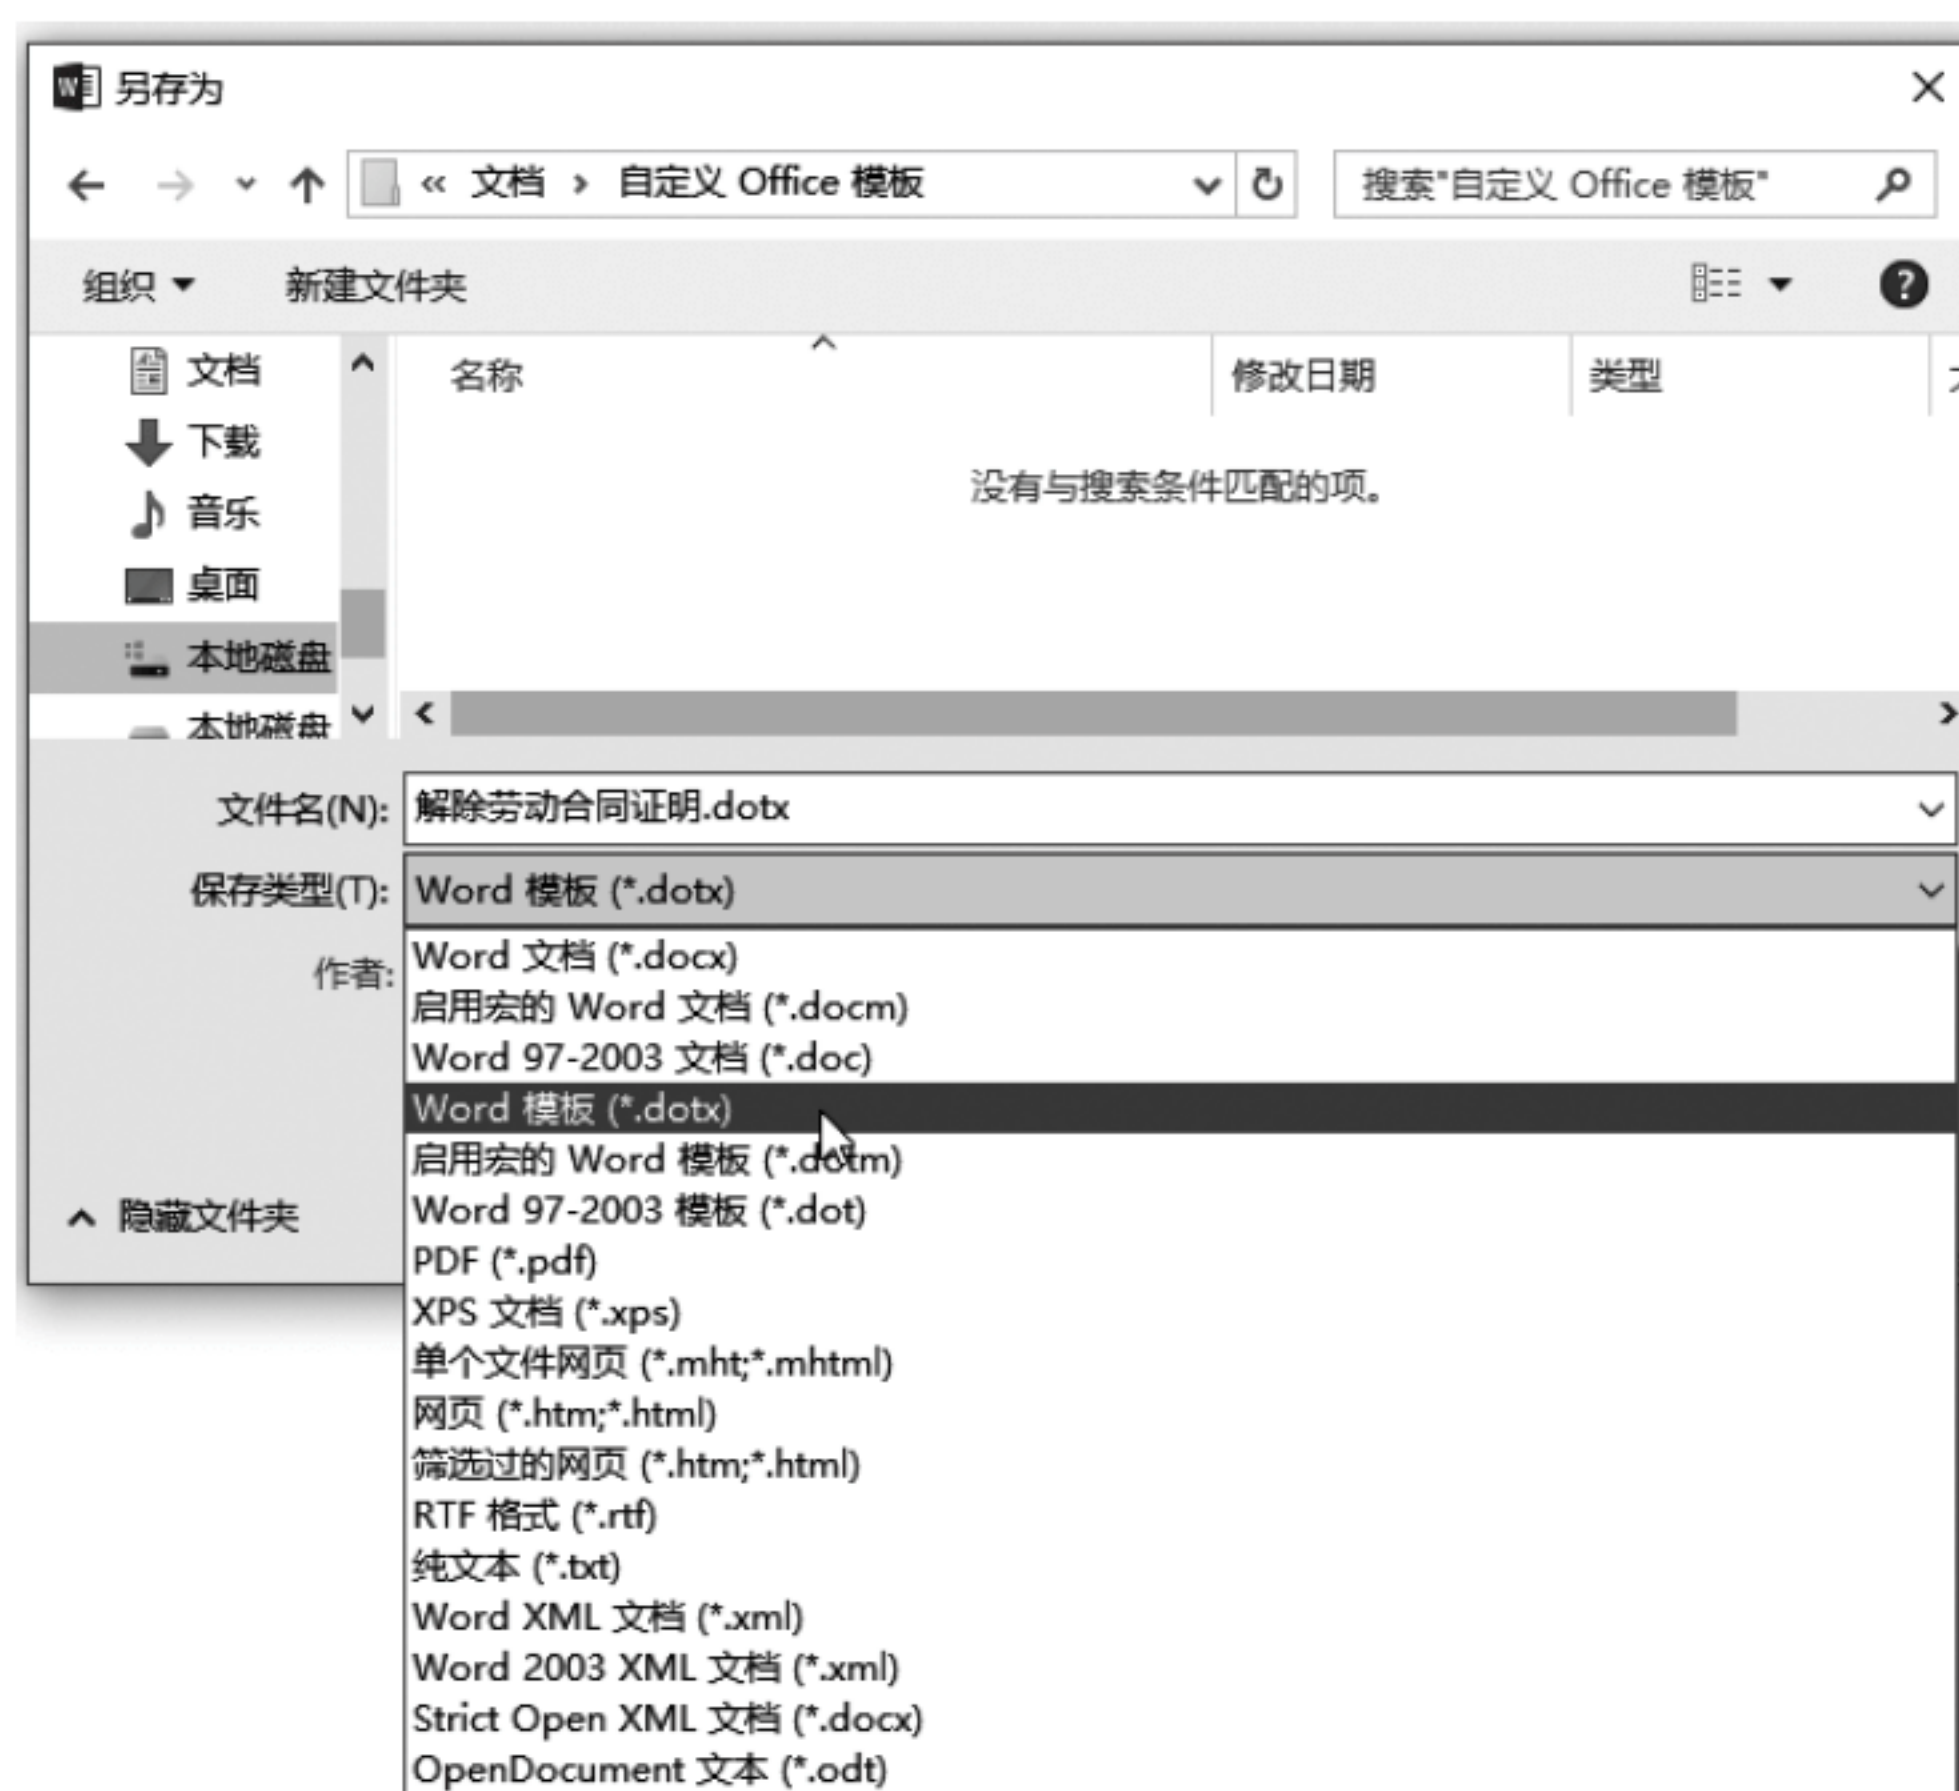 另存为
« 文档 › 自定义 Office 模板
搜索"自定义 Office 模板"
组织 新建文件夹
文档
下载
音乐
桌面
本地磁盘
本地磁盘
名称 修改日期 类型
没有与搜索条件匹配的项。
文件名(N): 解除劳动合同证明.dotx
保存类型(T): Word 模板 (*.dotx)
作者:
Word 文档 (*.docx)
启用宏的 Word 文档 (*.docm)
Word 97-2003 文档 (*.doc)
Word 模板 (*.dotx)
启用宏的 Word 模板 (*.dotm)
Word 97-2003 模板 (*.dot)
PDF (*.pdf)
XPS 文档 (*.xps)
单个文件网页 (*.mht;*.mhtml)
网页 (*.htm;*.html)
筛选过的网页 (*.htm;*.html)
RTF 格式 (*.rtf)
纯文本 (*.txt)
Word XML 文档 (*.xml)
Word 2003 XML 文档 (*.xml)
Strict Open XML 文档 (*.docx)
OpenDocument 文本 (*.odt)
隐藏文件夹